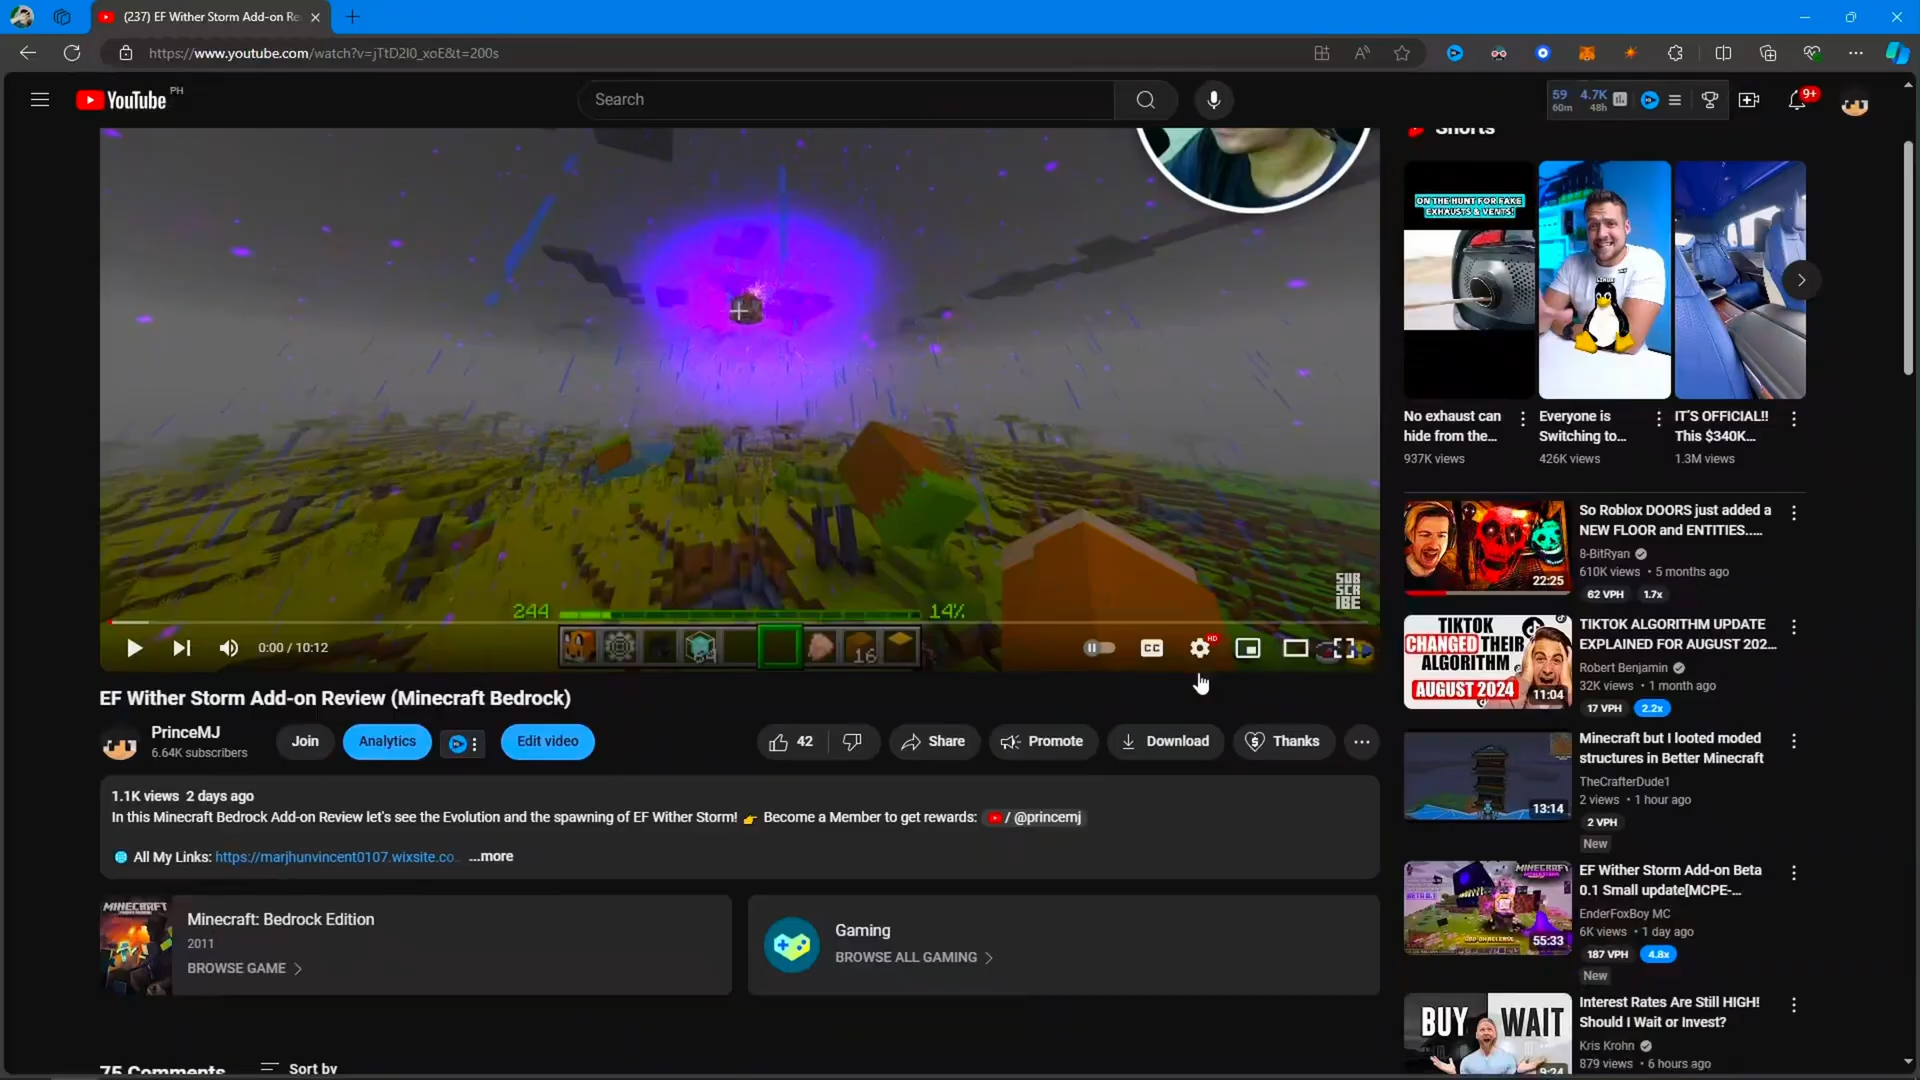 (237) EF Wither Storm Add-on Re
https://www.youtube.com/watch?v=jTtD2I0_xoE&t=200s
YouTube PH
Search
59 60m 4.7K 48h
9+
Shorts
ON THE HUNT FOR FAKE
EXHAUSTS & VENTS!
LINUX
No exhaust can
hide from the...
937K views
Everyone is
Switching to...
426K views
IT'S OFFICIAL!!
This $340K...
1.3M views
244 14%
16
SUB
SCR
IBE
0:00 / 10:12
CC
HD
EF Wither Storm Add-on Review (Minecraft Bedrock)
PrinceMJ
6.64K subscribers
Join
Analytics
Edit video
42
Share
Promote
Download
Thanks
1.1K views 2 days ago
In this Minecraft Bedrock Add-on Review let's see the Evolution and the spawning of EF Wither Storm! 👉 Become a Member to get rewards: / @princemj
All My Links: https://marjhunvincent0107.wixsite.co... ...more
MINECRAFT
Minecraft: Bedrock Edition
2011
BROWSE GAME
Gaming
BROWSE ALL GAMING
75 Comments
Sort by
22:25
So Roblox DOORS just added a
NEW FLOOR and ENTITIES.....
8-BitRyan
610K views • 5 months ago
62 VPH 1.7x
TIKTOK
CHANGED THEIR
ALGORITHM
AUGUST 2024
11:04
TIKTOK ALGORITHM UPDATE
EXPLAINED FOR AUGUST 202...
Robert Benjamin
32K views • 1 month ago
17 VPH 2.2x
13:14
Minecraft but I looted moded
structures in Better Minecraft
TheCrafterDude1
2 views • 1 hour ago
2 VPH
New
MINECRAFT
55:33
EF Wither Storm Add-on Beta
0.1 Small update[MCPE-...
EnderFoxBoy MC
6K views • 1 day ago
187 VPH 4.8x
New
BUY WAIT
9:24
Interest Rates Are Still HIGH!
Should I Wait or Invest?
Kris Krohn
879 views • 6 hours ago